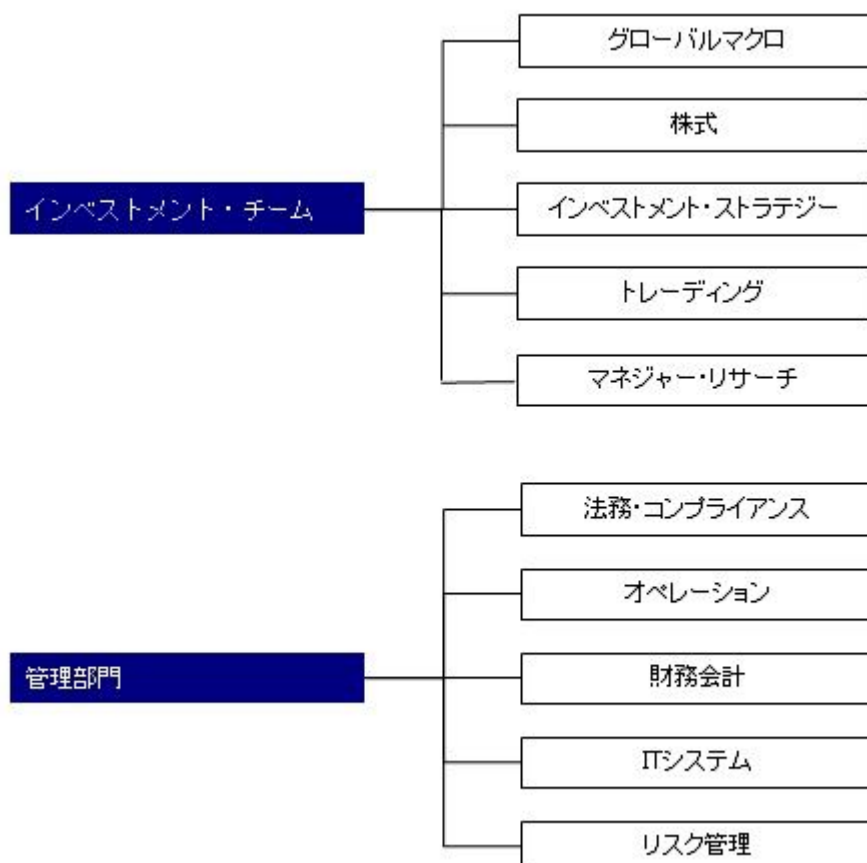 グローバルマクロ
株式
インベストメント・チーム
インベストメント・ストラテジー
トレーディング
マネジャー・リサーチ
法務・コンプライアンス
オペレーション
管理部門
財務会計
ITシステム
リスク管理